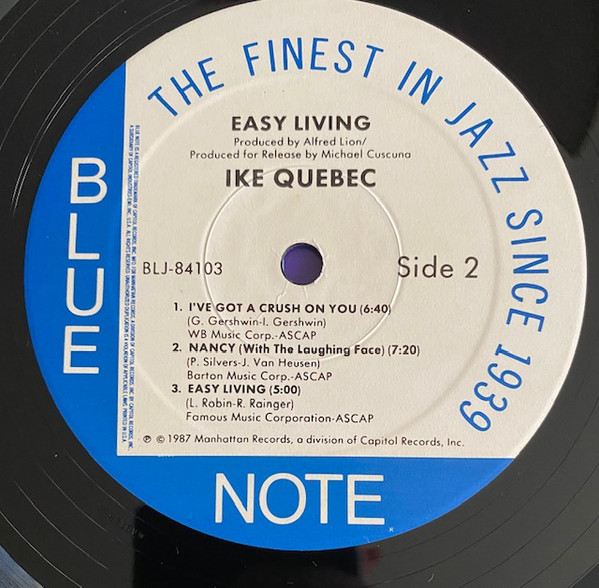 THE FINEST IN JAZZ SINCE 1939
EASY LIVING
Produced by Alfred Lion/
Produced for Release by Michael Cuscuna
IKE QUEBEC
BLJ-84103
Side 2
1. I'VE GOT A CRUSH ON YOU (6:40)
(G. Gershwin-I. Gershwin)
WB Music Corp.-ASCAP
2. NANCY (With The Laughing Face) (7:20)
(P. Silvers-J. Van Heusen)
Barton Music Corp.-ASCAP
3. EASY LIVING (5:00)
(L. Robin-R. Rainger)
Famous Music Corporation-ASCAP
℗ © 1987 Manhattan Records, a division of Capitol Records, Inc.
BLUE
NOTE